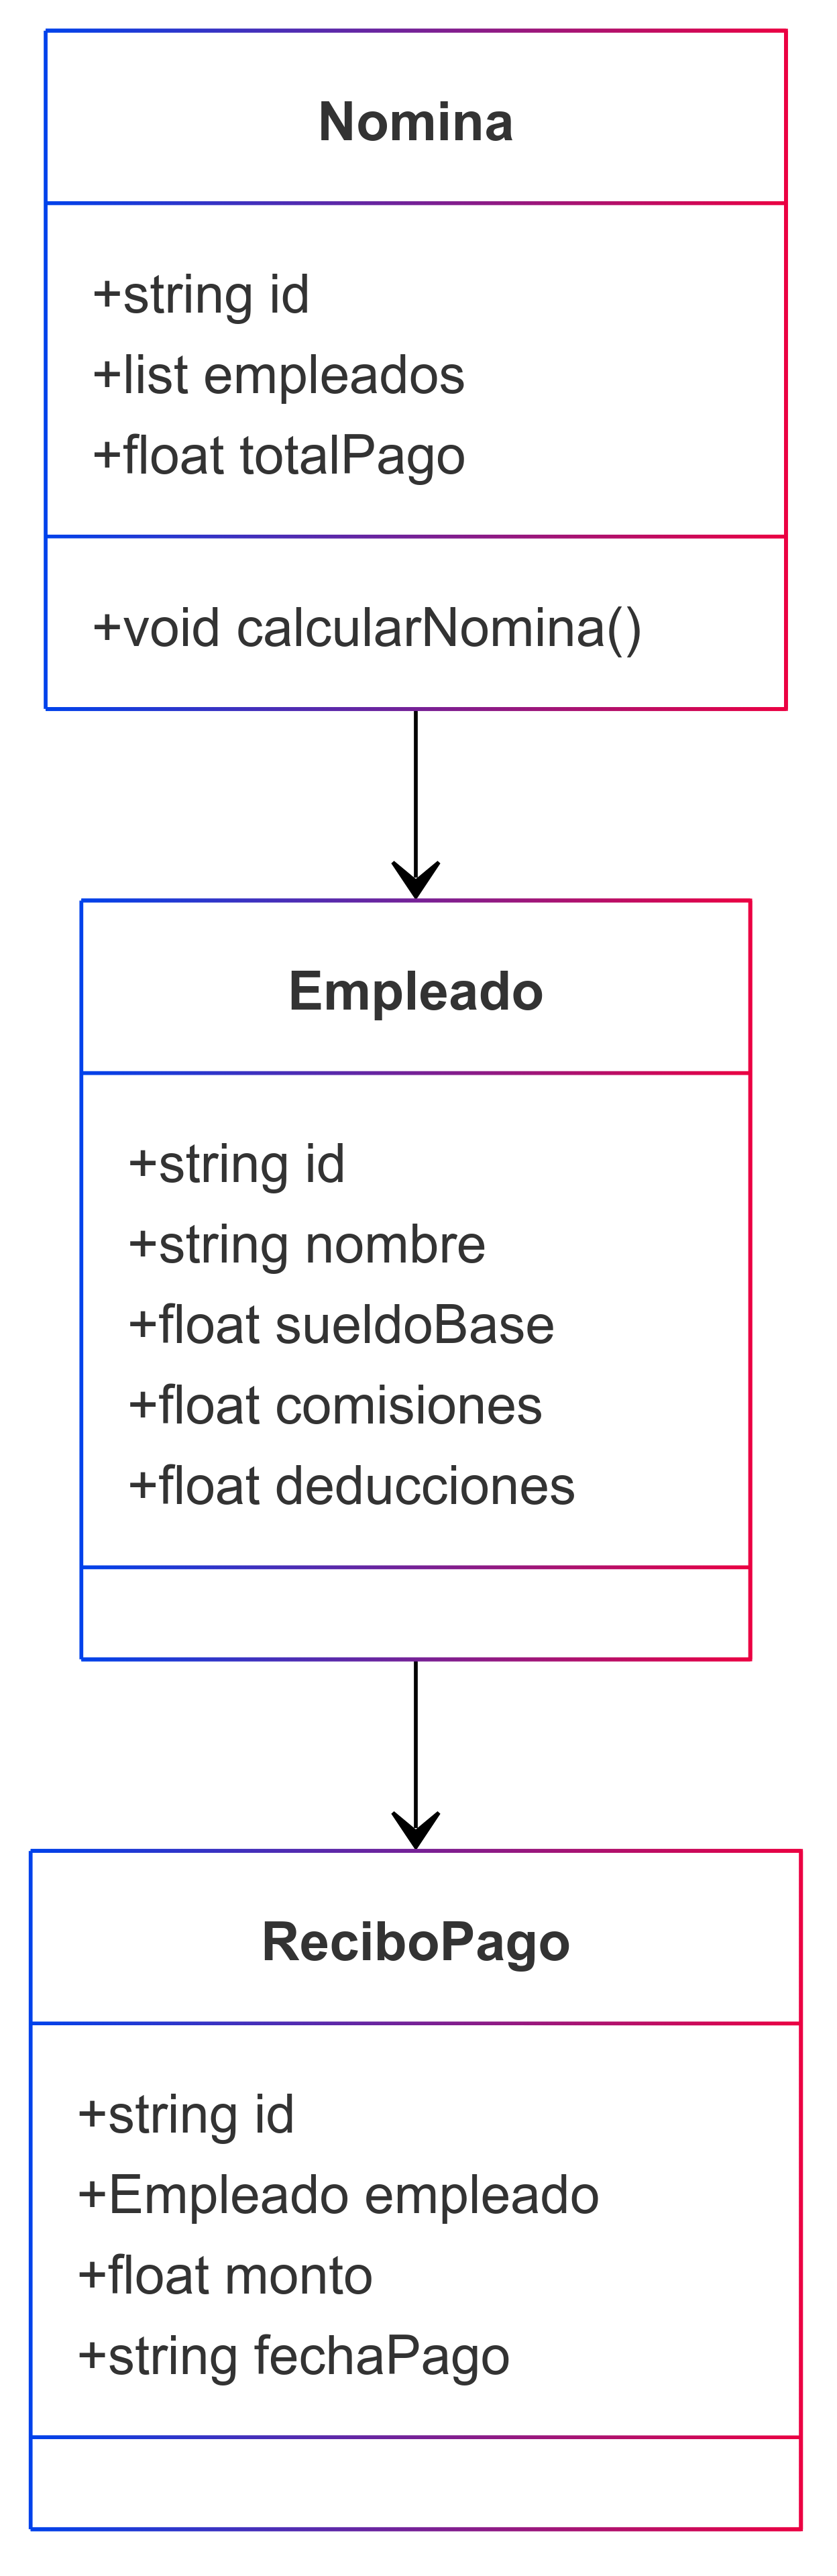 Nomina
+string id
+list empleados
+float totalPago
+void calcularNomina()
Empleado
+string id
+string nombre
+float sueldoBase
+float comisiones
+float deducciones
ReciboPago
+string id
+Empleado empleado
+float monto
+string fechaPago